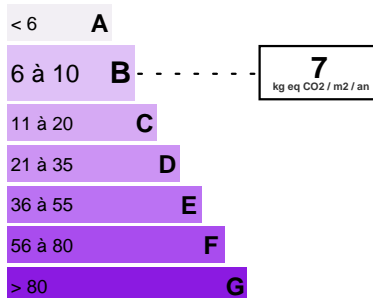 < 6 A
6 à 10 B
7
kg eq CO2 / m2 / an
11 à 20 C
21 à 35 D
36 à 55 E
56 à 80 F
> 80 G